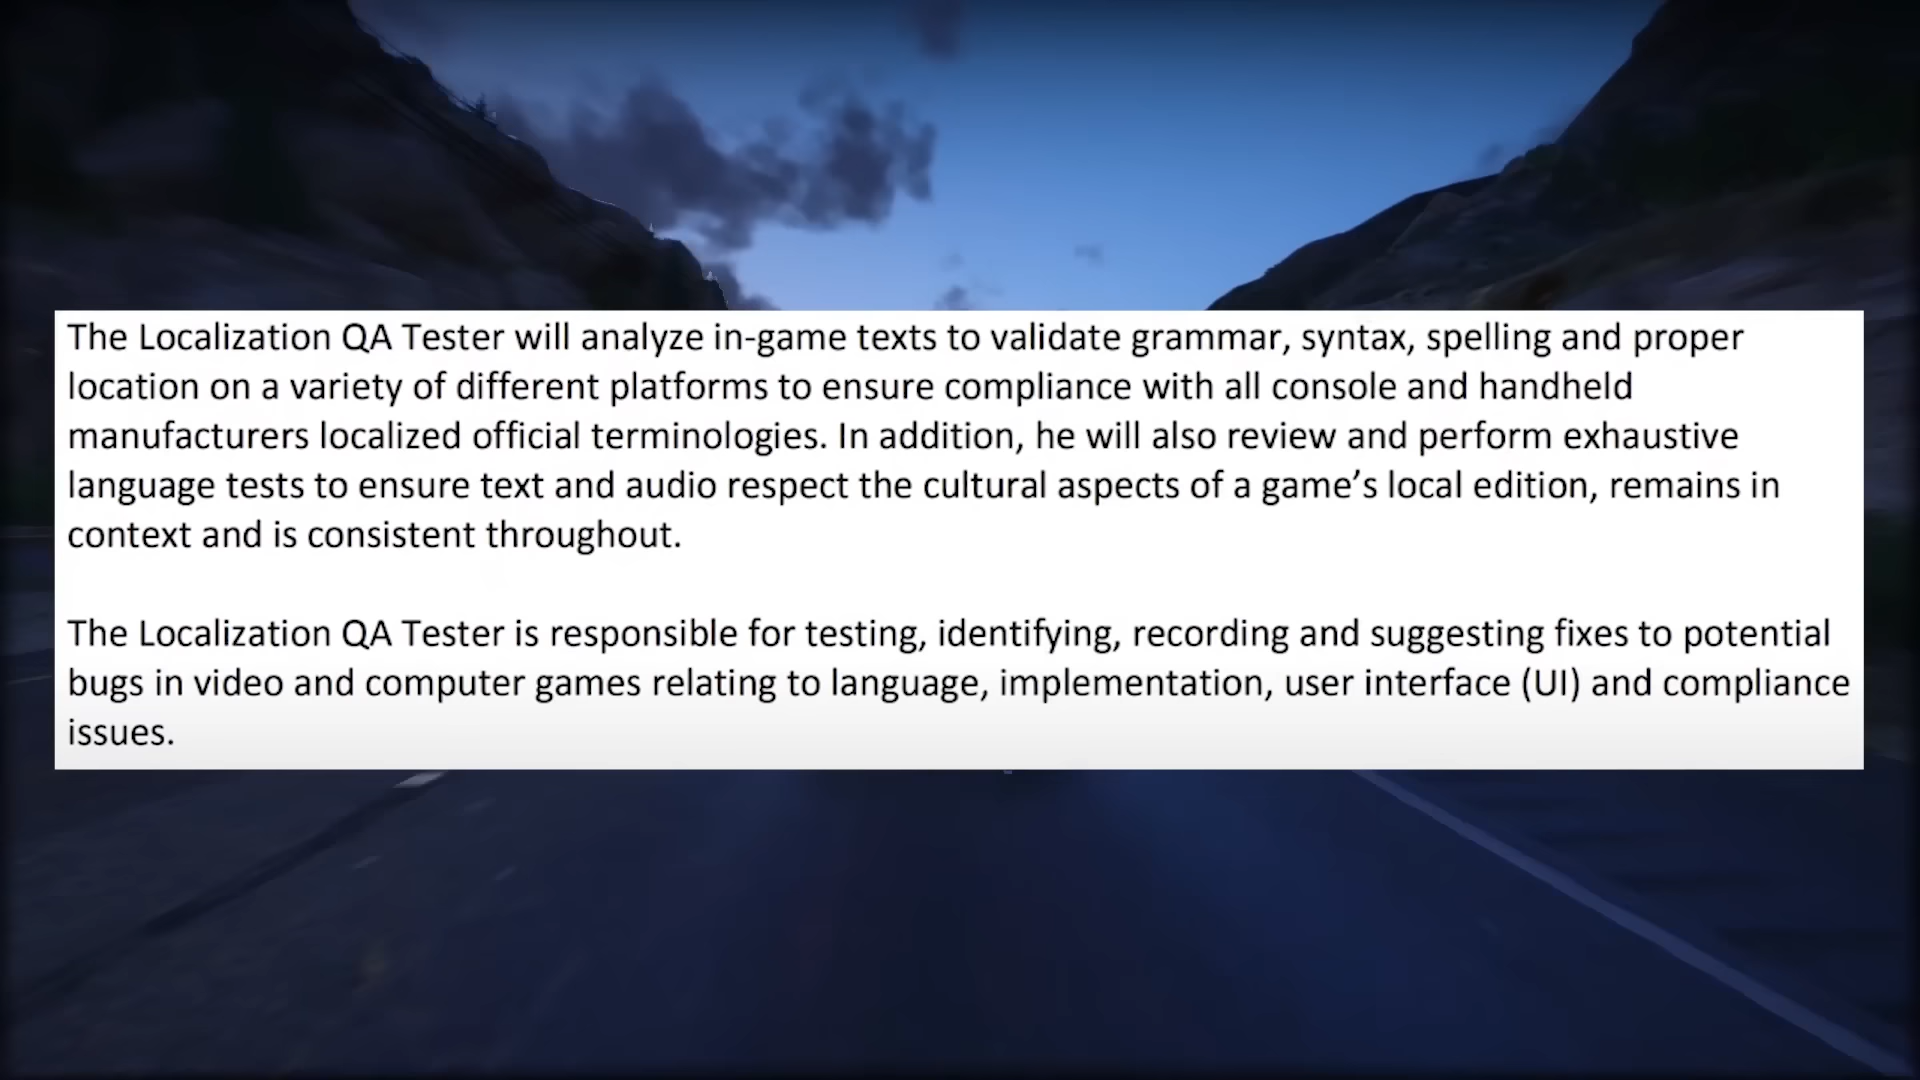 The Localization QA Tester will analyze in-game texts to validate grammar, syntax, spelling and proper
location on a variety of different platforms to ensure compliance with all console and handheld
manufacturers localized official terminologies. In addition, he will also review and perform exhaustive
language tests to ensure text and audio respect the cultural aspects of a game’s local edition, remains in
context and is consistent throughout.
The Localization QA Tester is responsible for testing, identifying, recording and suggesting fixes to potential
bugs in video and computer games relating to language, implementation, user interface (UI) and compliance
issues.